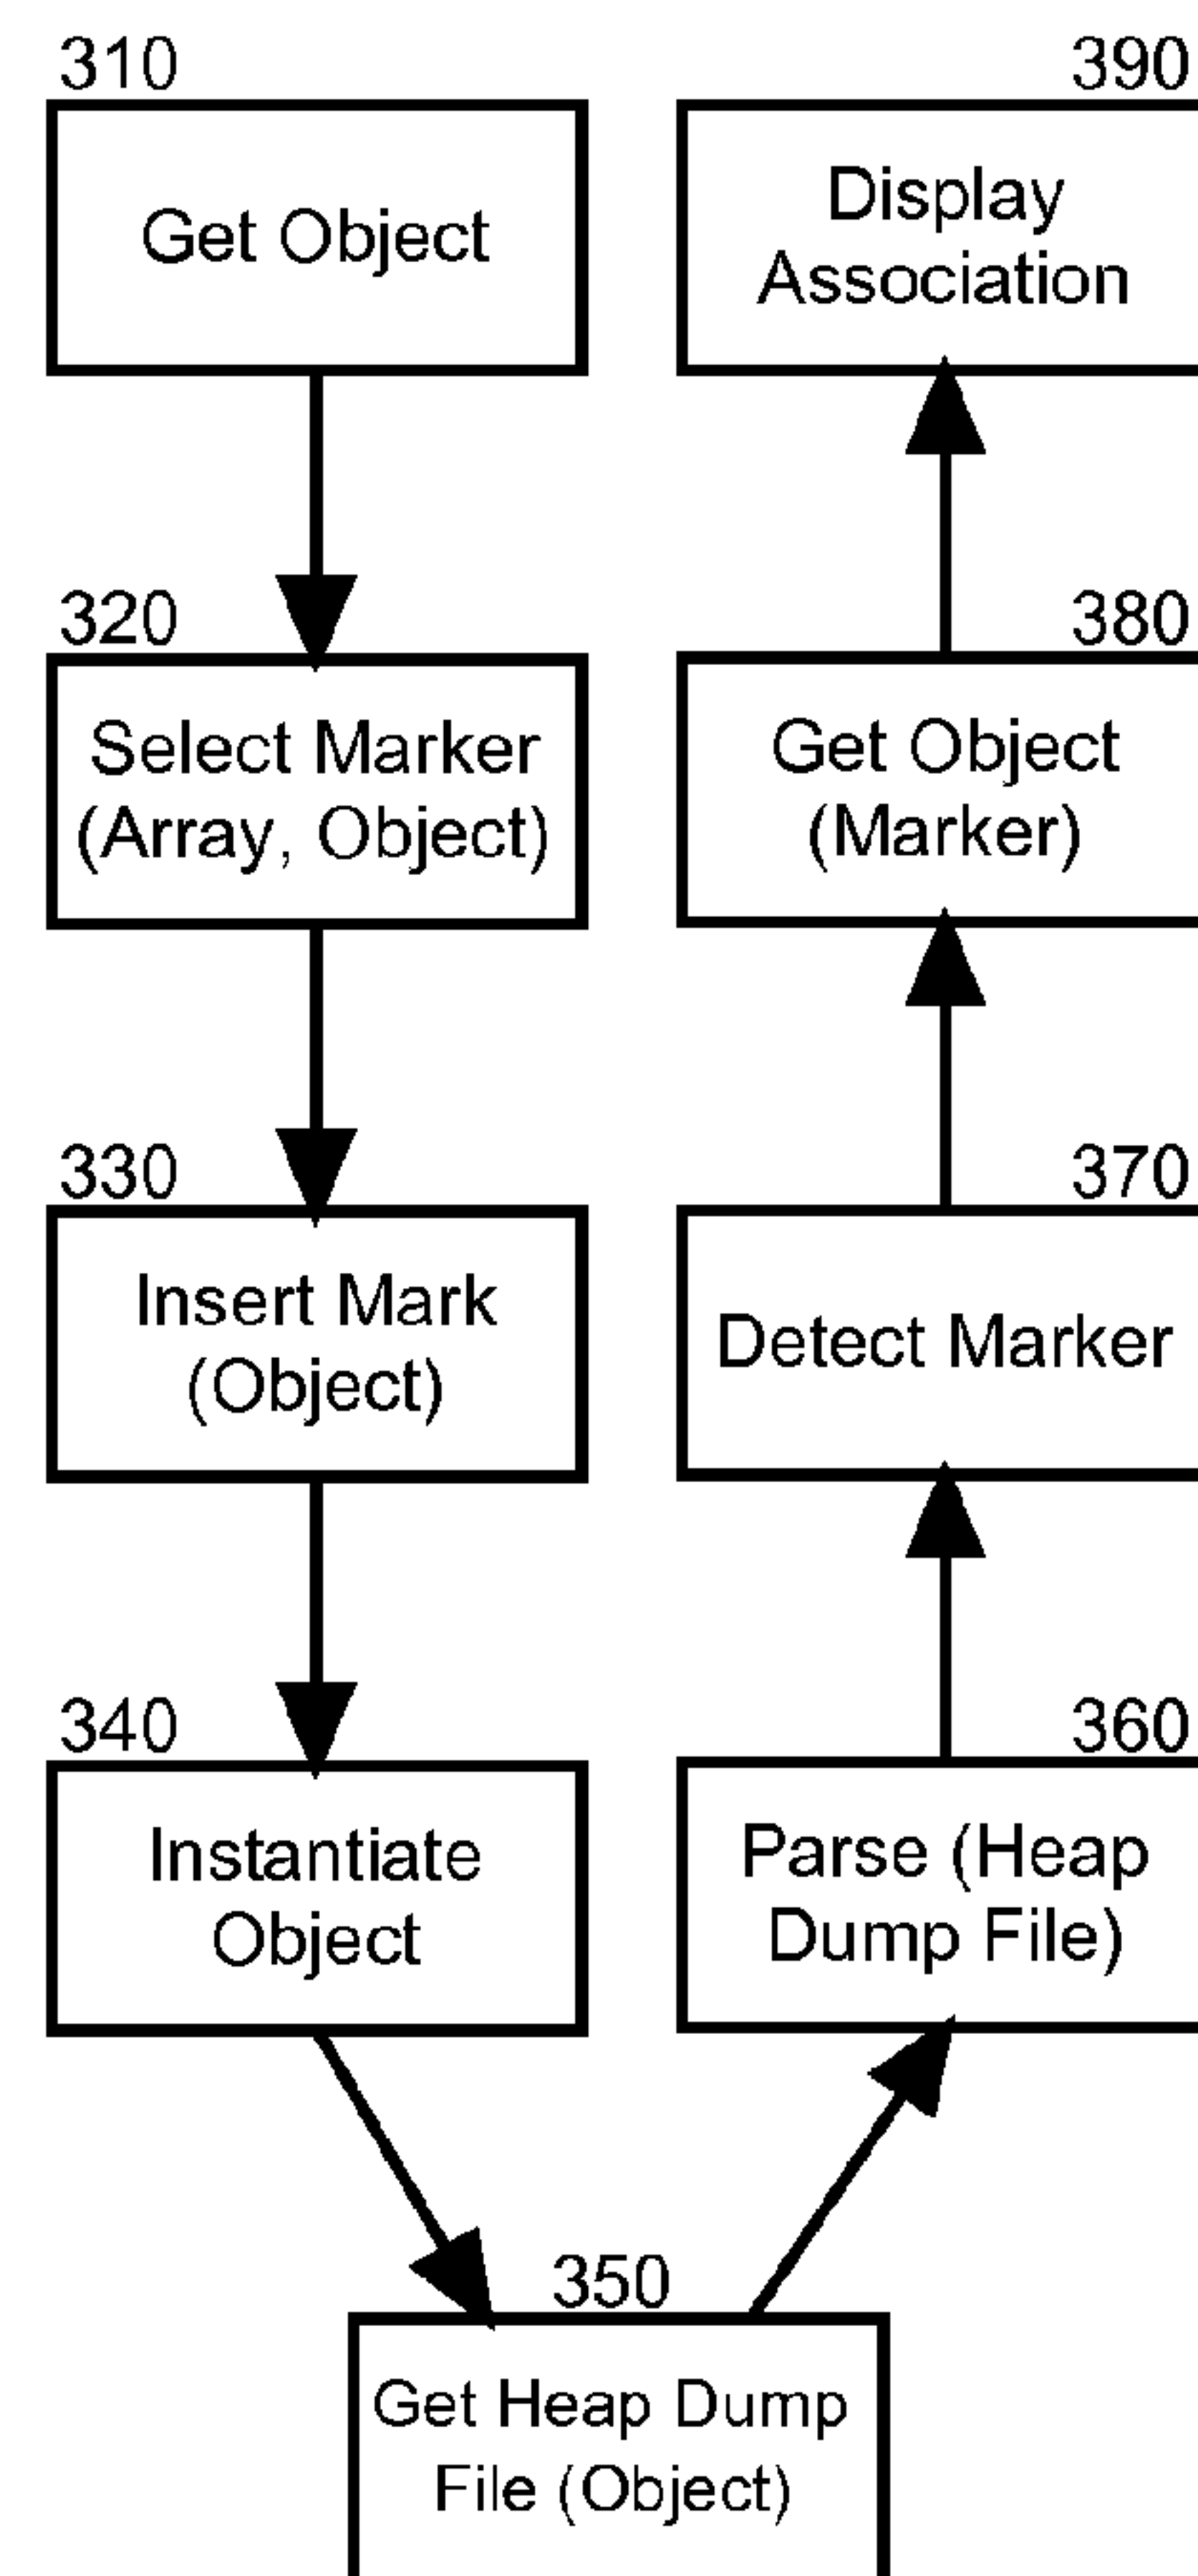 310
Get Object
320
Select Marker
(Array, Object)
330
Insert Mark
(Object)
340
Instantiate
Object
350
Get Heap Dump
File (Object)
360
Parse (Heap
Dump File)
370
Detect Marker
380
Get Object
(Marker)
390
Display
Association